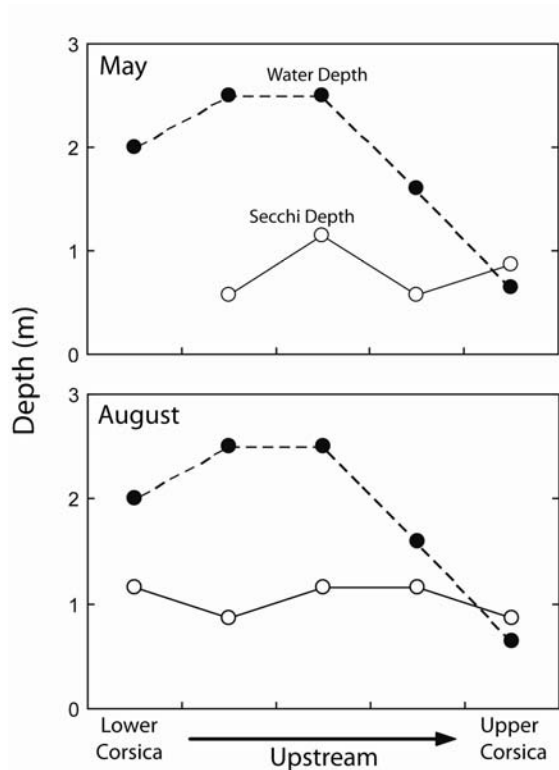 3
May
Water Depth
2
Secchi Depth
1
0
Depth (m)
3
August
2
1
0
Lower
Corsica
Upstream
Upper
Corsica